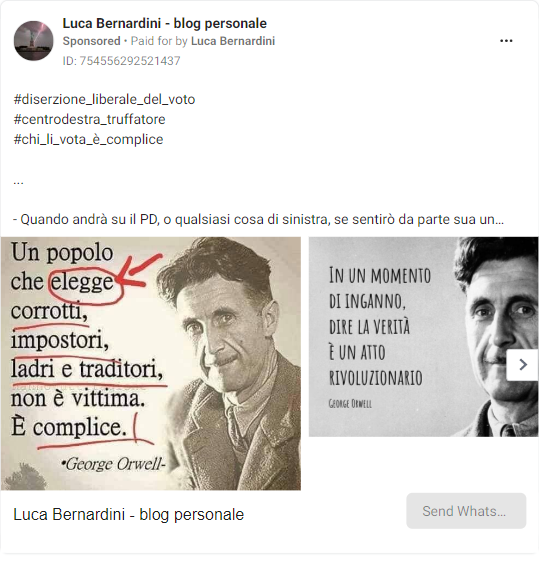 Luca Bernardini - blog personale
Sponsored • Paid for by Luca Bernardini
ID: 754556292521437
#diserzione_liberale_del_voto
#centrodestra_truffatore
#chi_li_vota_è_complice
...
- Quando andrà su il PD, o qualsiasi cosa di sinistra, se sentirò da parte sua un...
Un popolo
che elegge
corrotti,
impostori,
ladri e traditori,
non è vittima.
È complice.
•George Orwell-
IN UN MOMENTO
DI INGANNO,
DIRE LA VERITÀ
È UN ATTO
RIVOLUZIONARIO
GEORGE ORWELL
Luca Bernardini - blog personale
Send Whats...